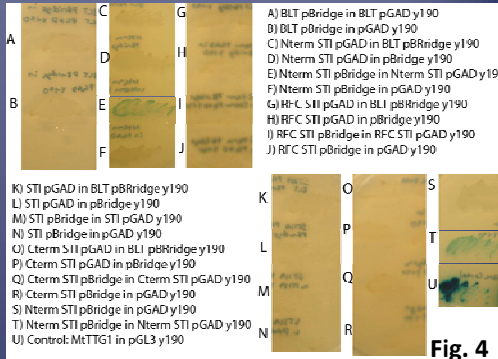 A
B
C
D
E
F
G
H
I
J
A) BLT pBridge in BLT pGAD y190
B) BLT pBridge in pGAD y190
C) Nterm STI pGAD in BLT pBRridge y190
D) Nterm STI pGAD in pBridge y190
E) Nterm STI pBridge in Nterm STI pGAD y19
F) Nterm STI pBridge in pGAD y190
G) RFC STI pGAD in BLT pBRridge y190
H) RFC STI pGAD in pBridge y190
I) RFC STI pBridge in RFC STI pGAD y190
J) RFC STI pBridge in pGAD y190
K) STI pGAD in BLT pBRridge y190
L) STI pGAD in pBridge y190
M) STI pBridge in STI pGAD y190
N) STI pBridge in pGAD y190
O) Cterm STI pGAD in BLT pBRridge y190
P) Cterm STI pGAD in pBridge y190
Q) Cterm STI pBridge in Cterm STI pGAD y190
R) Cterm STI pBridge in pGAD y190
S) Nterm STI pBridge in pGAD y190
T) Nterm STI pBridge in Nterm STI pGAD y190
U) Control: MtTTG1 in pGL3 y190
K
L
M
N
O
P
Q
R
S
T
U
Fig. 4